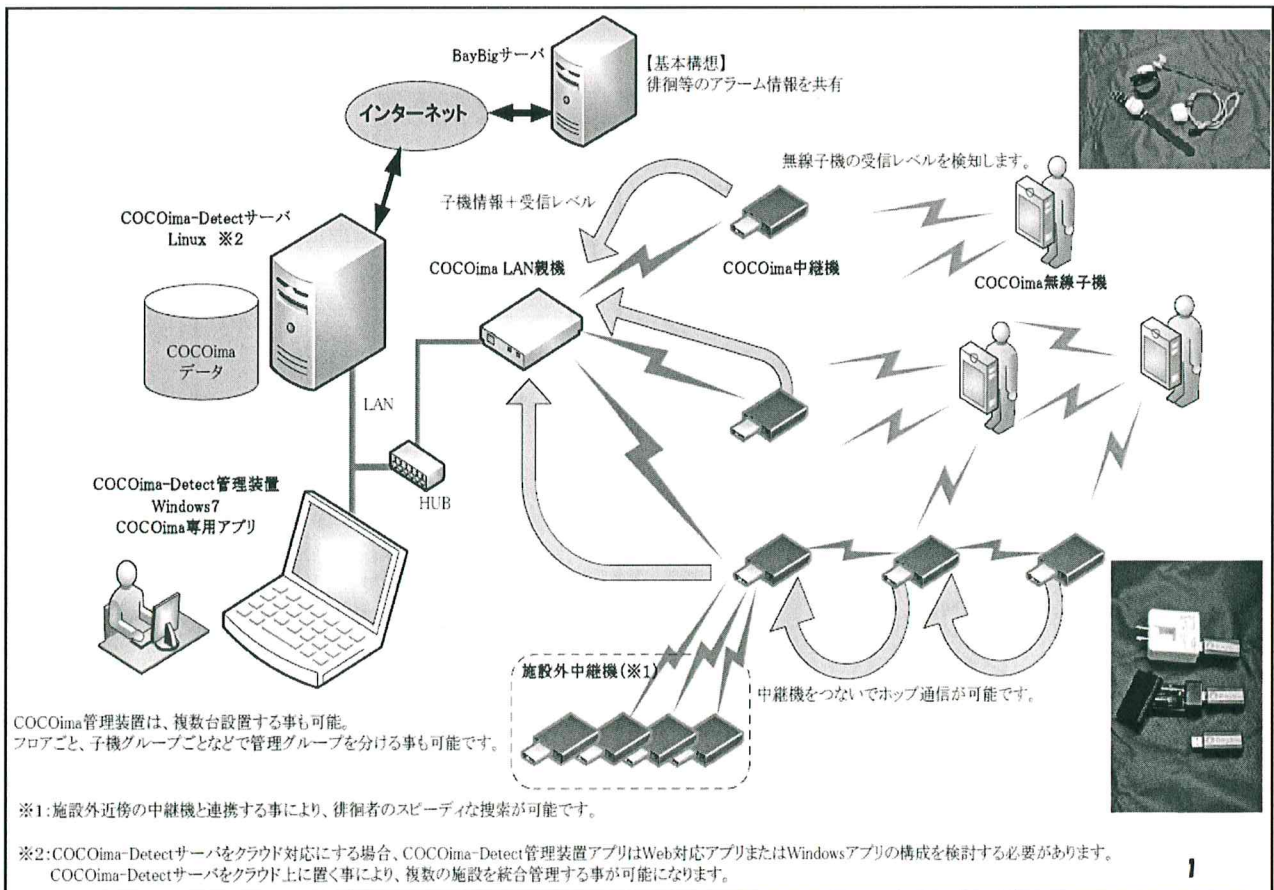 BayBigサーバ
【基本構想】
徘徊等のアラーム情報を共有
インターネット
無線子機の受信レベルを検知します。
子機情報+受信レベル
COCOima-Detectサーバ
Linux ※2
COCOima LAN親機
COCOima中継機
COCOima無線子機
COCOima
データ
LAN
HUB
COCOima-Detect管理装置
Windows7
COCOima専用アプリ
施設外中継機(※1)
中継機をつないでホップ通信が可能です。
COCOima管理装置は、複数台設置する事も可能。
フロアごと、子機グループごとなどで管理グループを分ける事も可能です。
※1:施設外近傍の中継機と連携する事により、徘徊者のスピーディな捜索が可能です。
※2:COCOima-Detectサーバをクラウド対応にする場合、COCOima-Detect管理装置アプリはWeb対応アプリまたはWindowsアプリの構成を検討する必要があります。
COCOima-Detectサーバをクラウド上に置く事により、複数の施設を統合管理する事が可能になります。
1